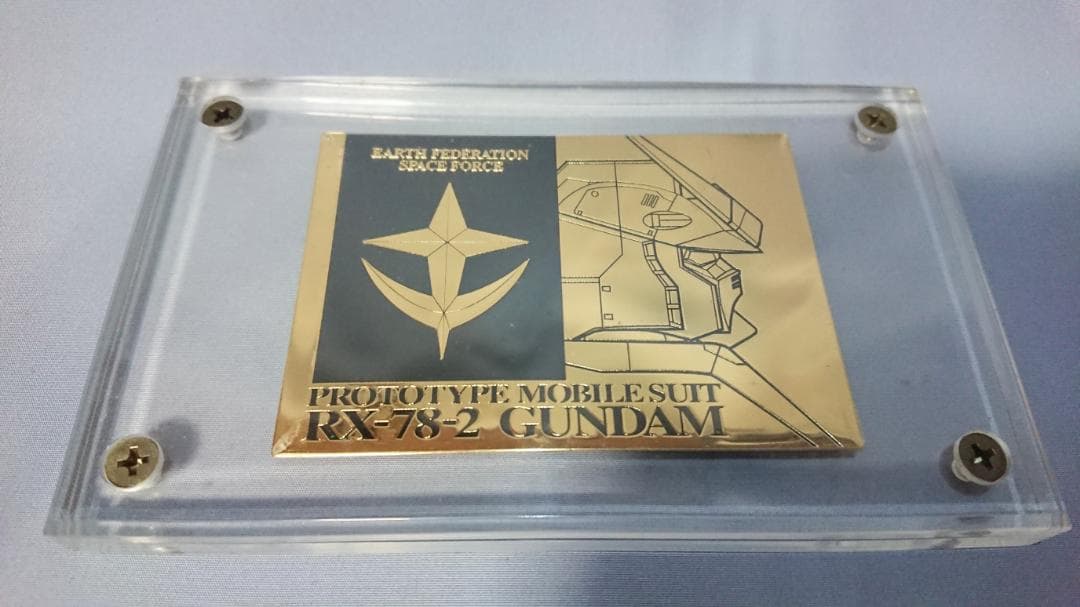 EARTH FEDERATION
SPACE FORCE
PROTOTYPE MOBILE SUIT
RX-78-2 GUNDAM